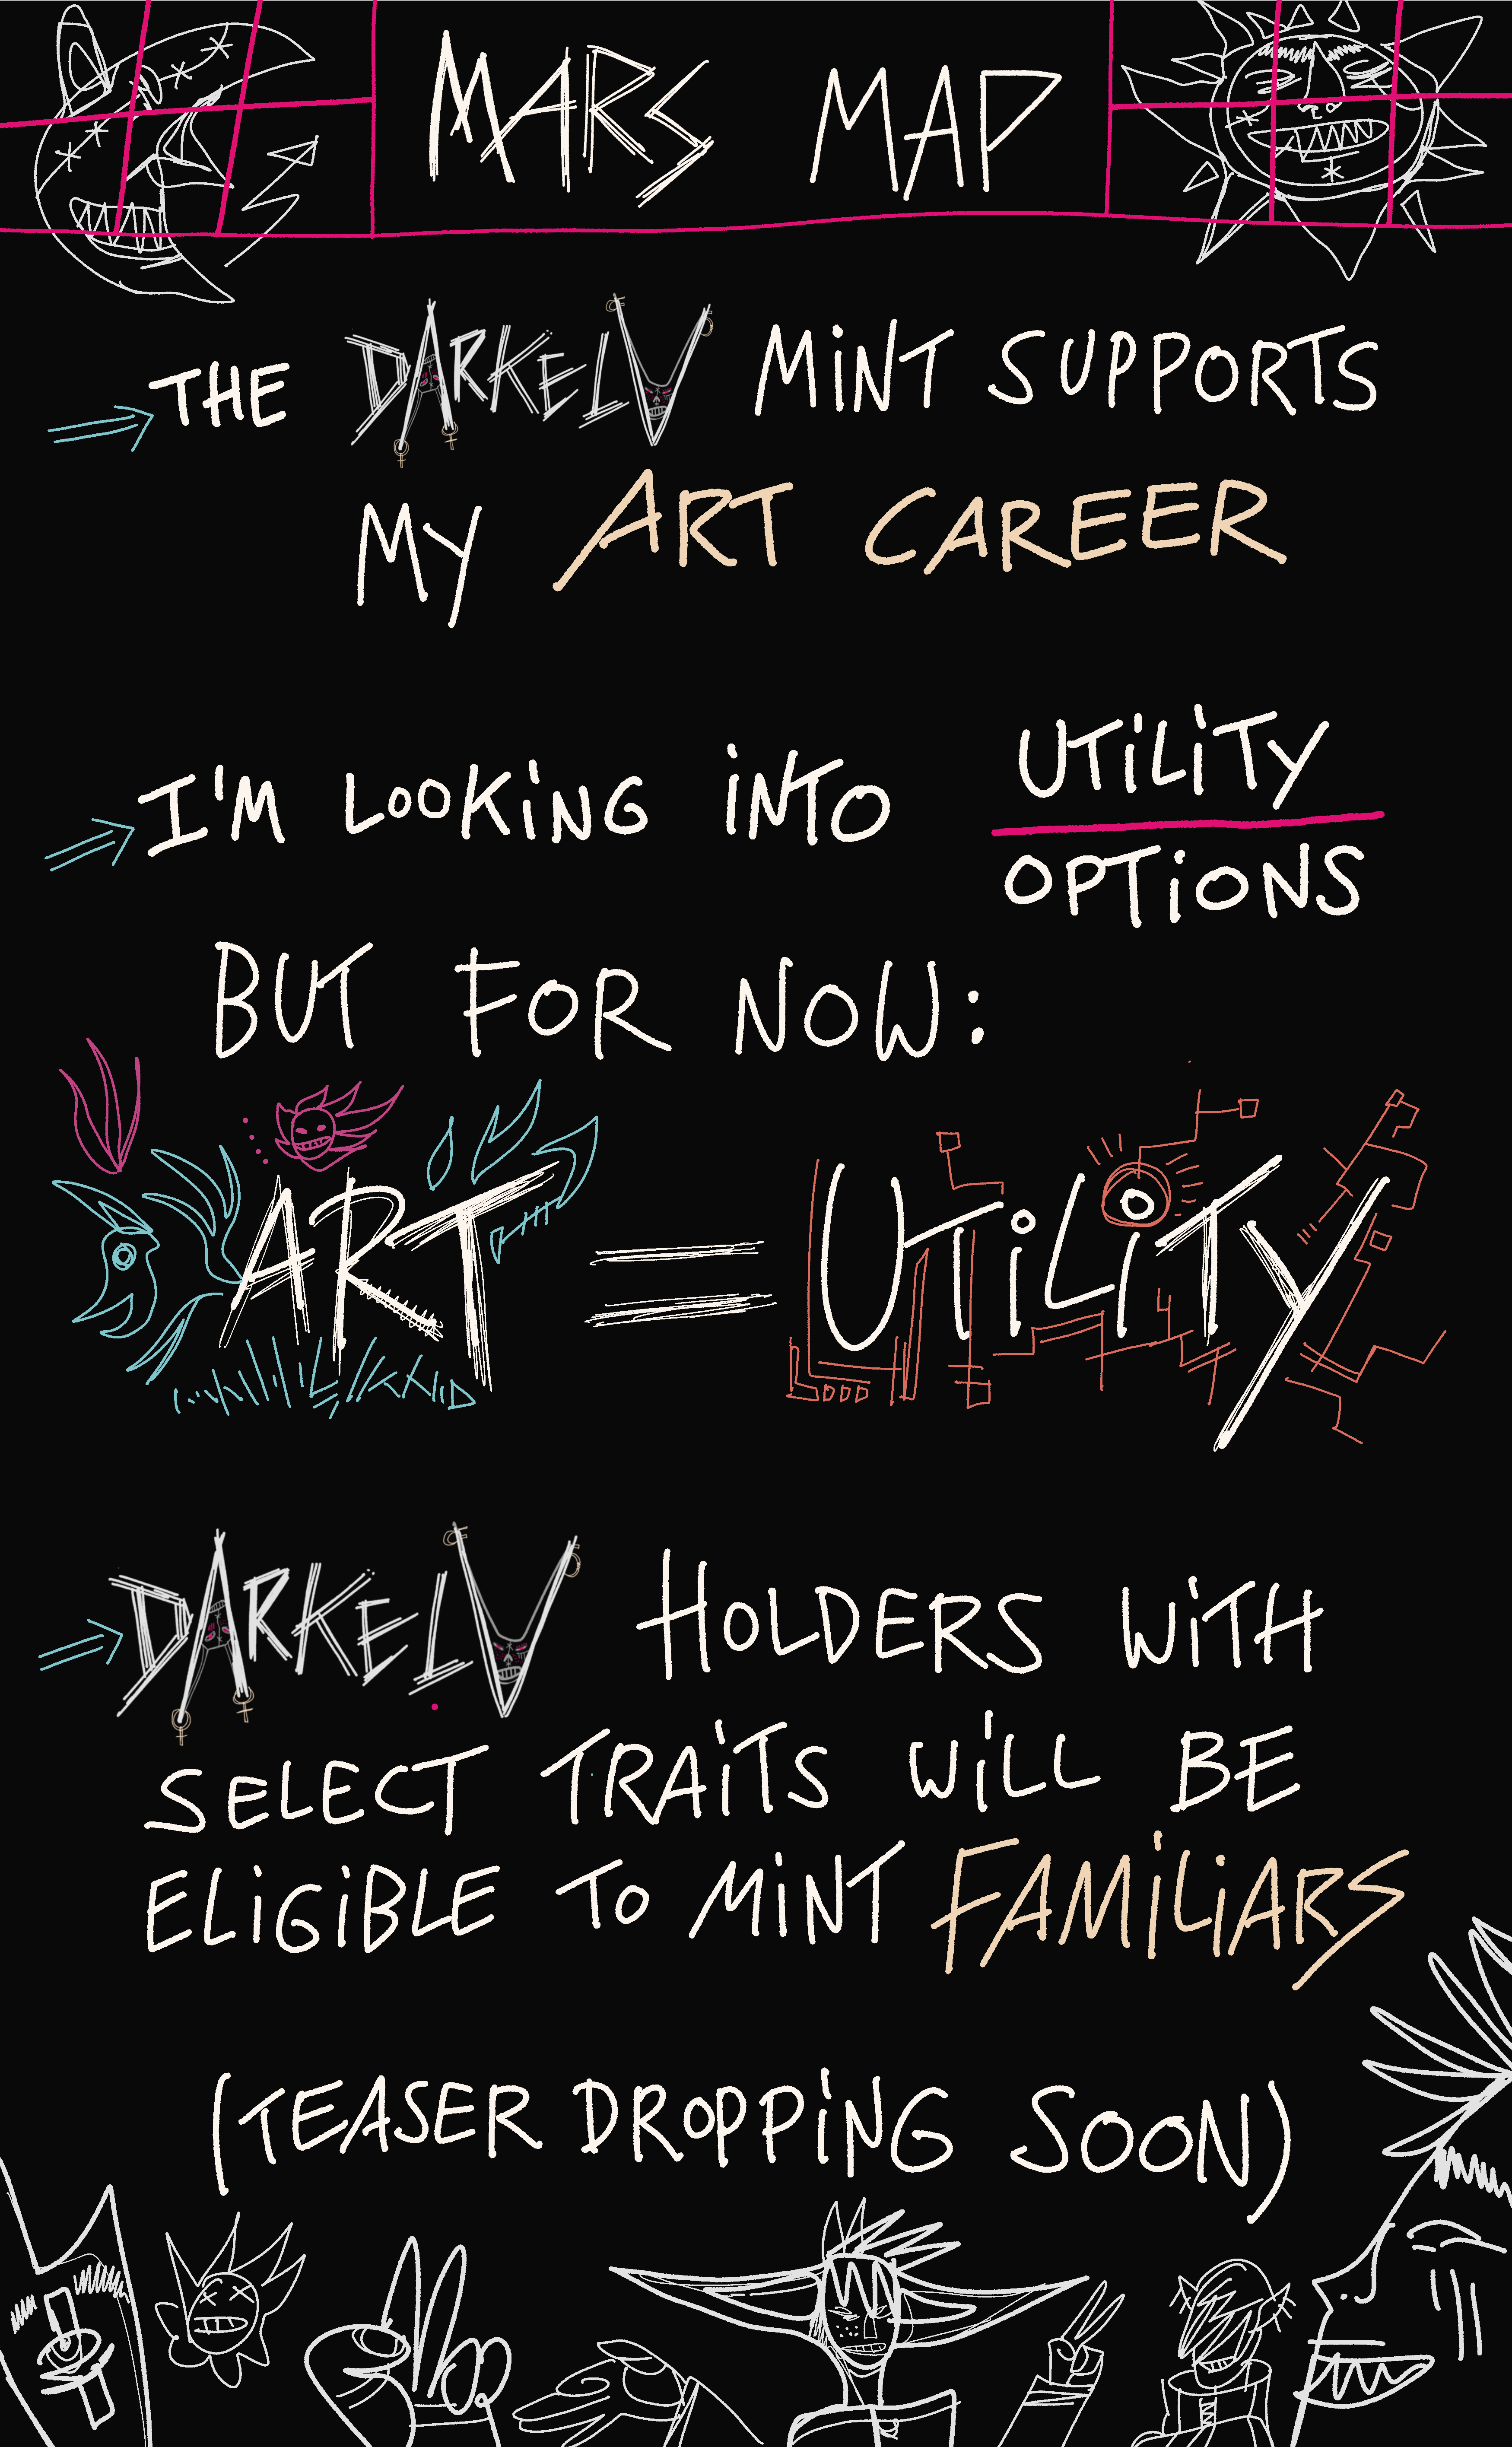 MARS MAP
THE DARKELV MiNT SUPPORTS
MY ART CAREER
I'M LOOKiNG iNTO UTiLiTY
OPTiONS
BUT FOR NOW:
ART = UTiLiTY
DARKELV HOLDERS WiTH
SELECT TRAiTS WiLL BE
ELiGiBLE TO MiNT FAMiLiARS
(TEASER DROPPiNG SOON)